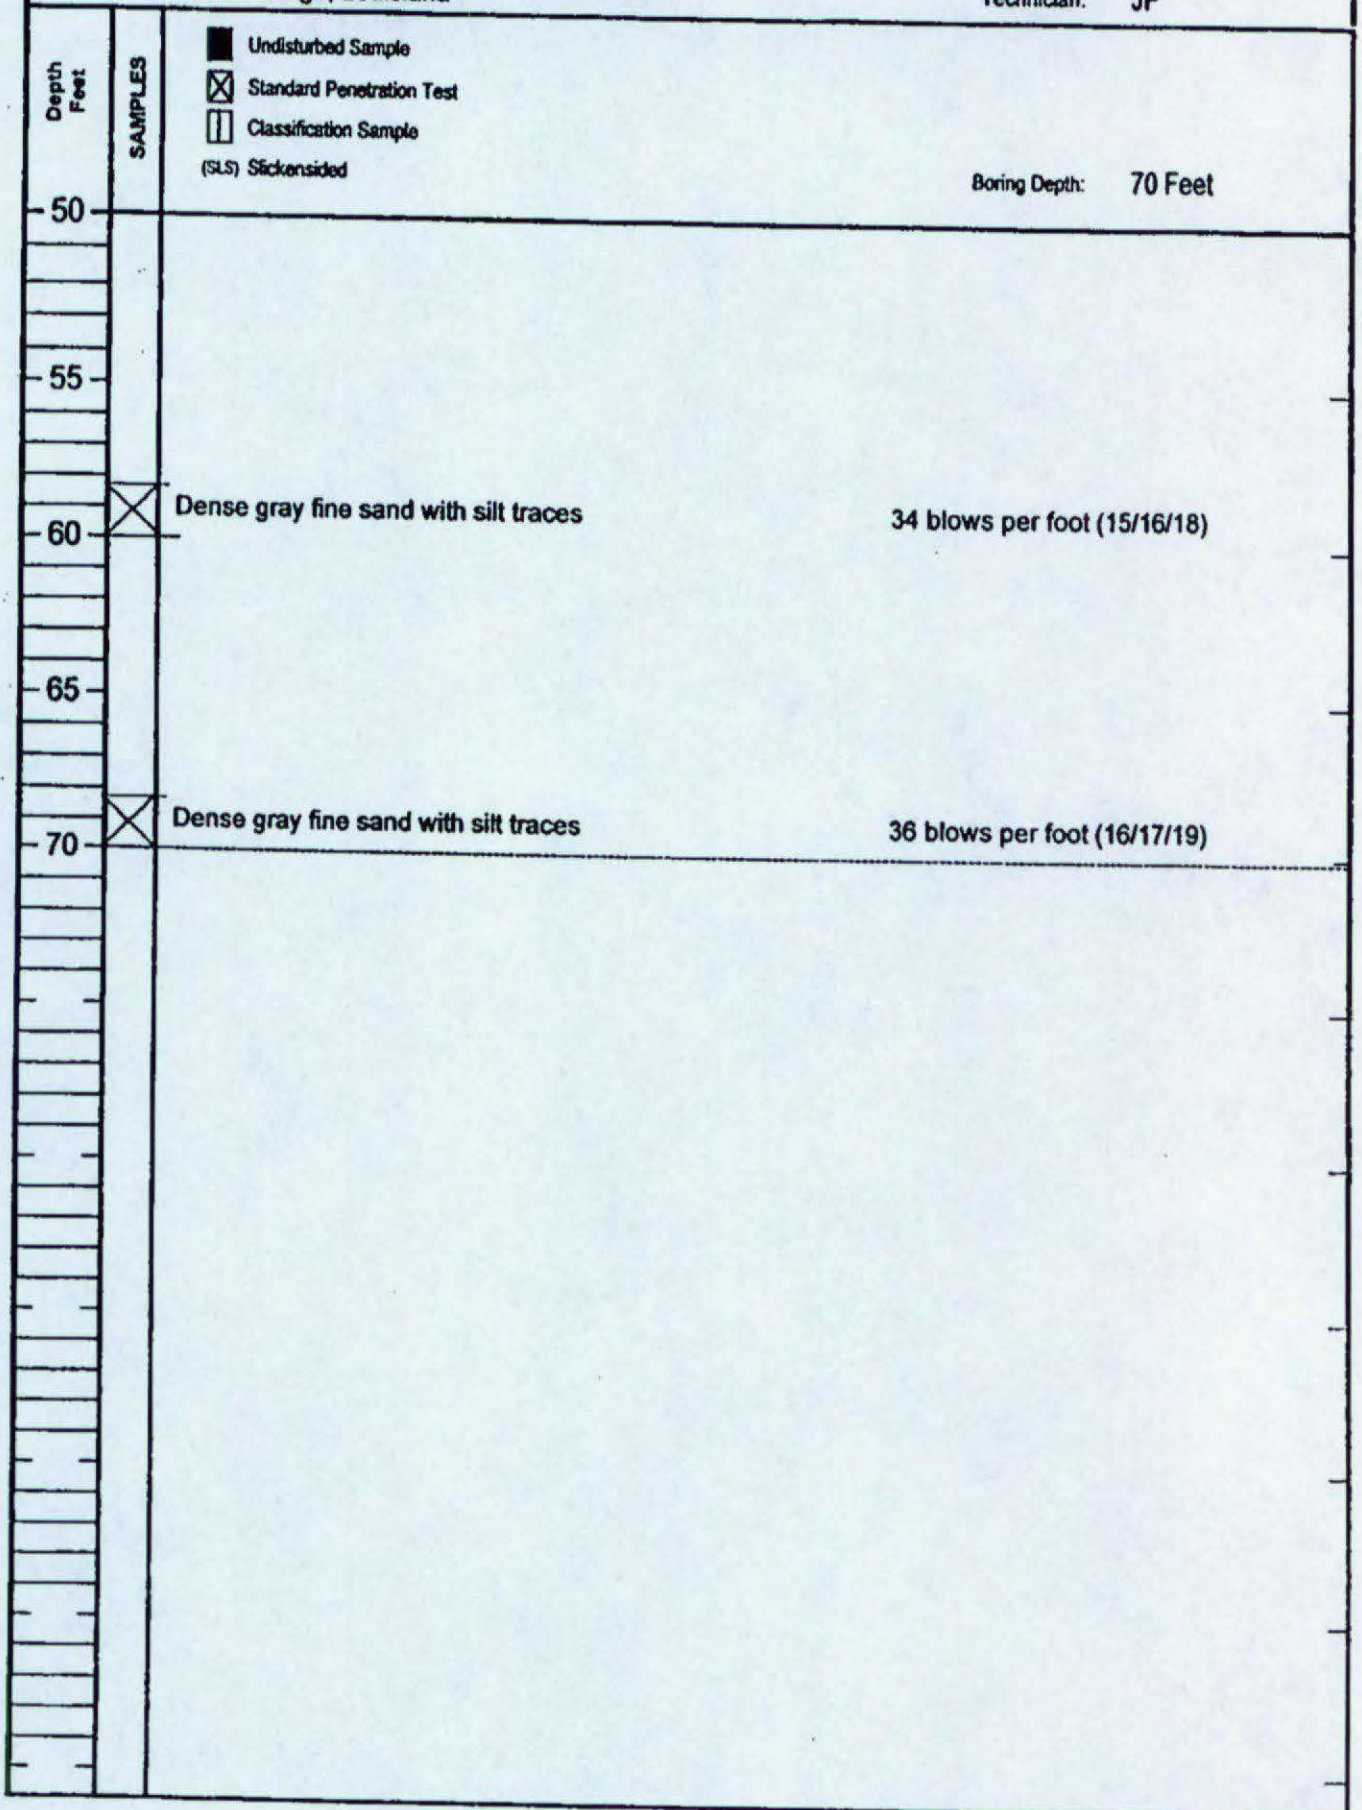 Technician: JP
Depth
Feet
SAMPLES
Undisturbed Sample
Standard Penetration Test
Classification Sample
(SLS) Slickensided
Boring Depth: 70 Feet
50
55
Dense gray fine sand with silt traces 34 blows per foot (15/16/18)
60
65
Dense gray fine sand with silt traces 36 blows per foot (16/17/19)
70